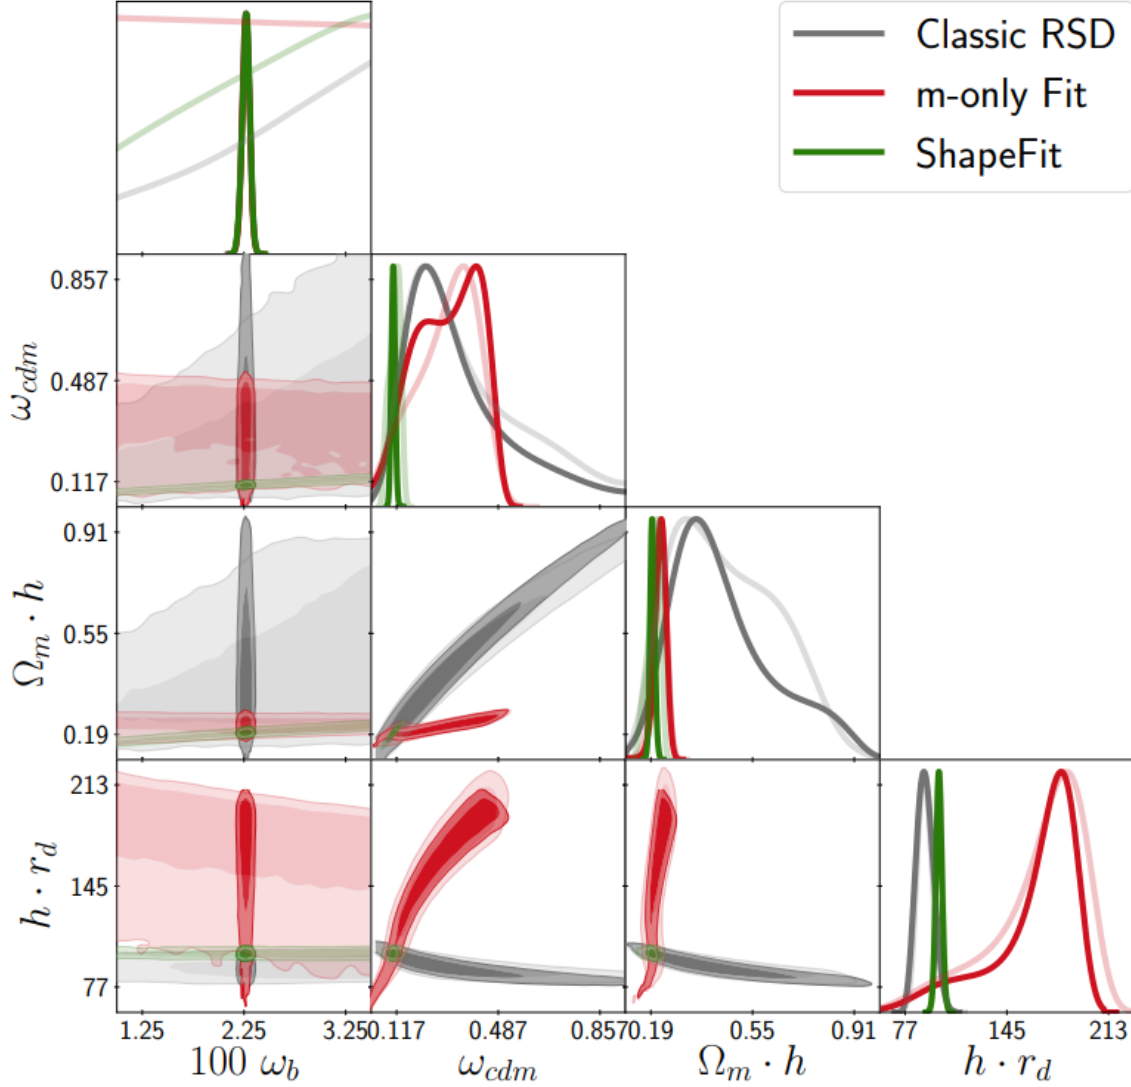 Classic RSD
m-only Fit
ShapeFit
0.857
0.487
0.117
ω_cdm
0.91
0.55
0.19
Ω_m · h
213
145
77
h · r_d
1.25 2.25 3.25 0.117 0.487 0.857 0.19 0.55 0.91 77 145 213
100 ω_b ω_cdm Ω_m · h h · r_d